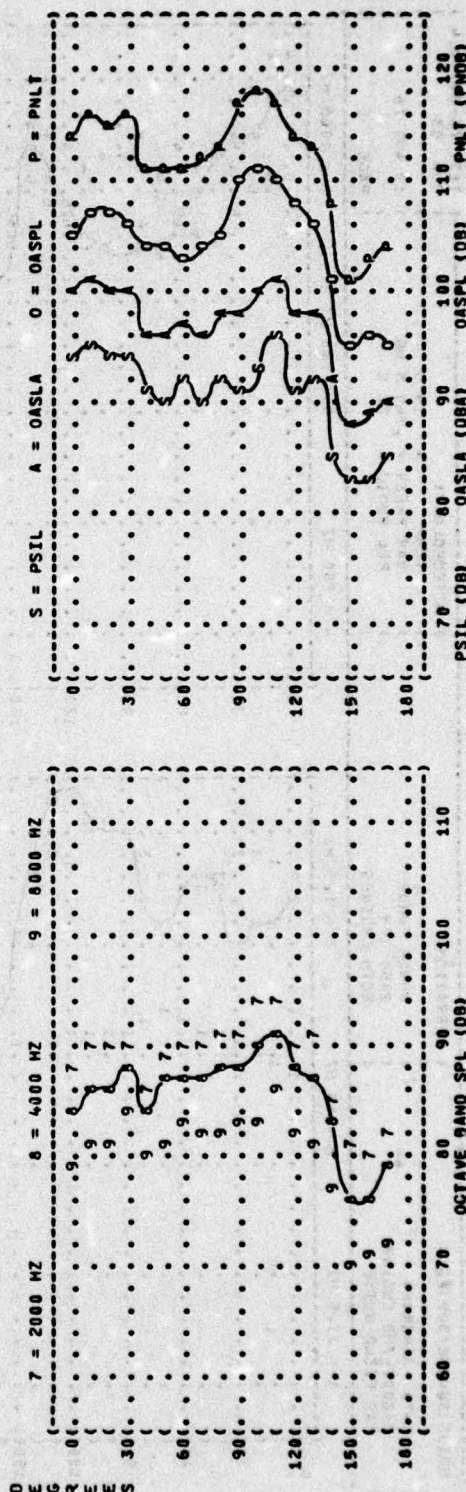 7 = 2000 HZ 8 = 4000 HZ 9 = 8000 HZ
D
E
G
R
E
E
S
0
30
60
90
120
150
180
60 70 80 90 100 110
OCTAVE BAND SPL (DB)
S = PSIL A = OASLA O = OASPL P = PNLT
0
30
60
90
120
150
180
70 80 90 100 110 120
PSIL (DB) OASLA (DBA) OASPL (DB) PNLT (PNDB)